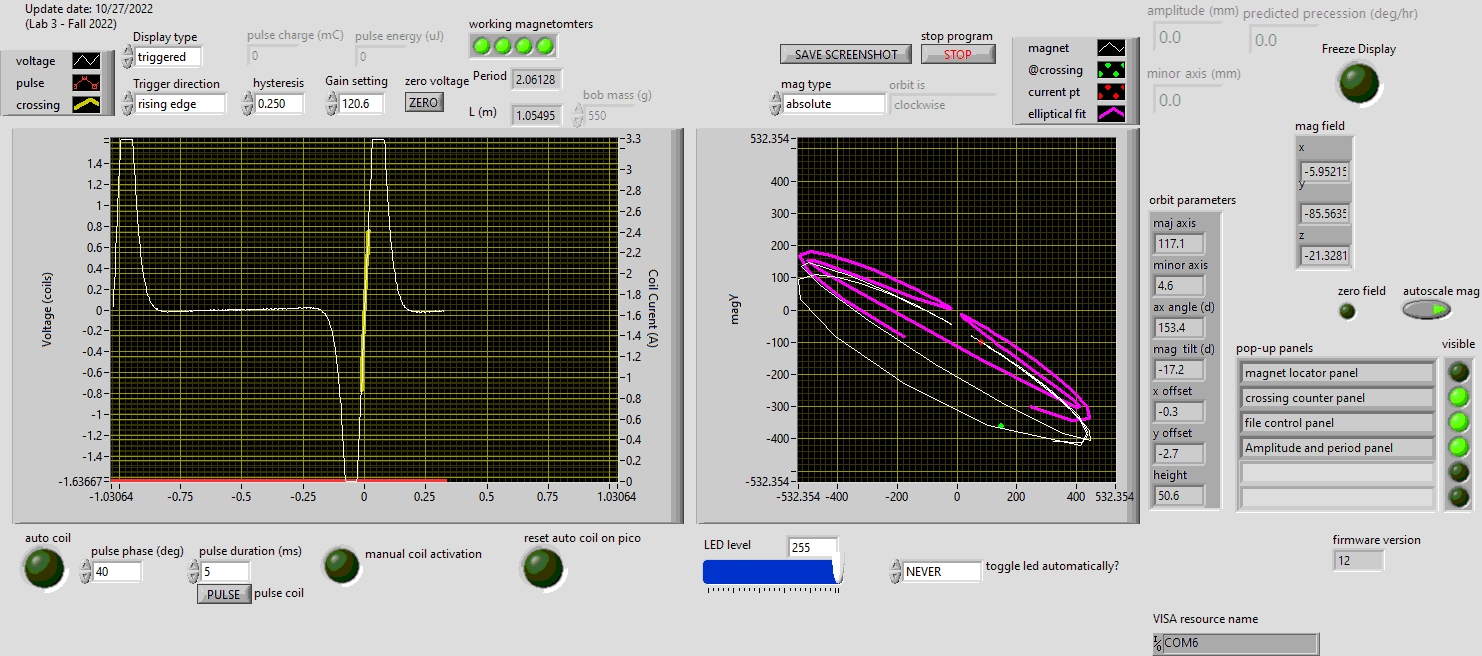 Update date: 10/27/2022
(Lab 3 - Fall 2022)
voltage
pulse
crossing
Display type
triggered
Trigger direction
rising edge
pulse charge (mC)
0
pulse energy (uJ)
0
hysteresis
0.250
Gain setting
120.6
working magnetomters
zero voltage
ZERO
Period
2.06128
L (m)
1.05495
bob mass (g)
550
SAVE SCREENSHOT
stop program
STOP
mag type
absolute
orbit is
clockwise
magnet
@crossing
current pt
elliptical fit
amplitude (mm)
0.0
predicted precession (deg/hr)
0.0
minor axis (mm)
0.0
Freeze Display
mag field
x
-5.95215
y
-85.5635
z
-21.3281
Voltage (coils)
1.4
1.2
1
0.8
0.6
0.4
0.2
0
-0.2
-0.4
-0.6
-0.8
-1
-1.2
-1.4
-1.63667
-1.03064
-0.75
-0.5
-0.25
0
0.25
0.5
0.75
1.03064
3.3
3
2.8
2.6
2.4
2.2
2
1.8
1.6
1.4
1.2
1
0.8
0.6
0.4
0.2
0
Coil Current (A)
magy
532.354
400
300
200
100
0
-100
-200
-300
-400
-532.354
-532.354
-400
-200
0
200
400
532.354
orbit parameters
maj axis
117.1
minor axis
4.6
ax angle (d)
153.4
mag tilt (d)
-17.2
x offset
-0.3
y offset
-2.7
height
50.6
zero field
autoscale mag
pop-up panels
visible
magnet locator panel
crossing counter panel
file control panel
Amplitude and period panel
auto coil
pulse phase (deg)
40
pulse duration (ms)
5
PULSE
pulse coil
manual coil activation
reset auto coil on pico
LED level
255
NEVER
toggle led automatically?
firmware version
12
VISA resource name
COM6